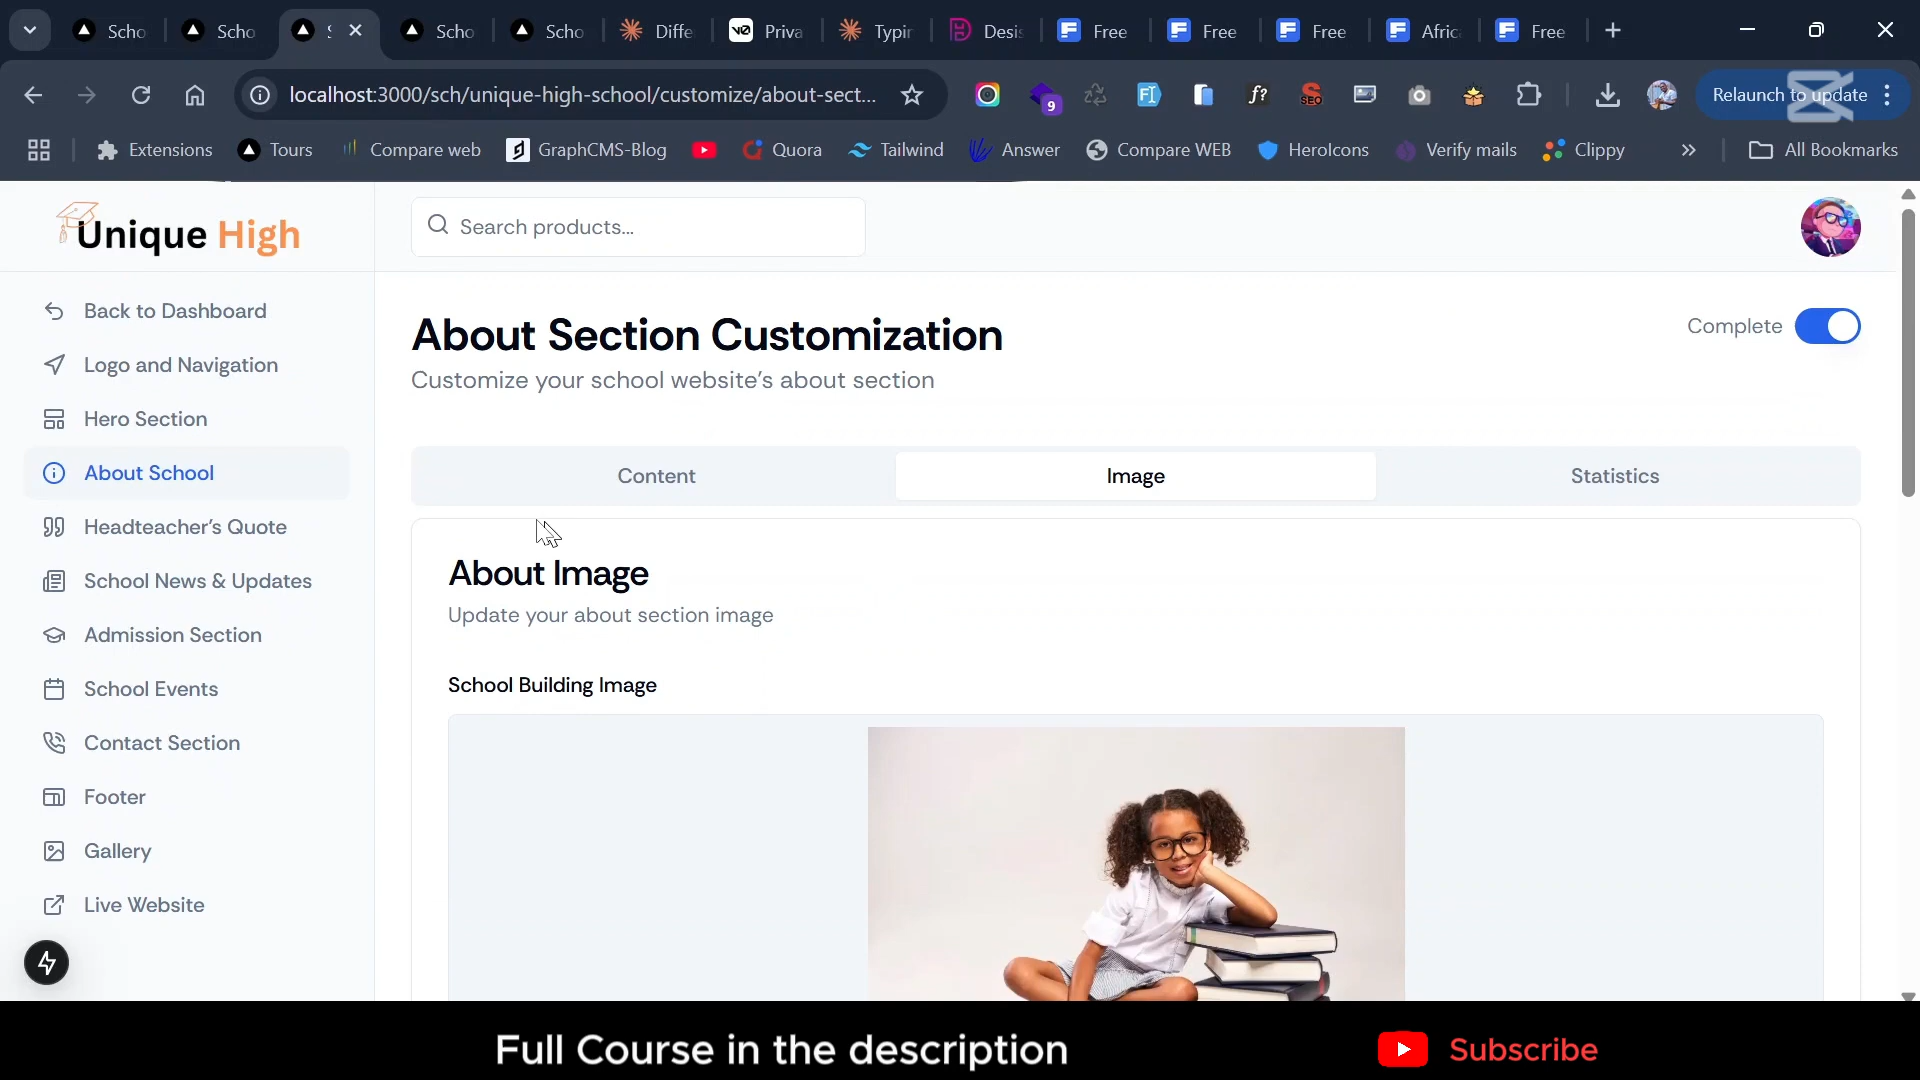 Scho
Scho
Scho
Scho
Diffe
Priva
Typin
Desis
Free
Free
Free
Afric
Free
localhost:3000/sch/unique-high-school/customize/about-sect...
9
f?
SEO
Relaunch to update
Extensions
Tours
Compare web
GraphCMS-Blog
Quora
Tailwind
Answer
Compare WEB
HeroIcons
Verify mails
Clippy
All Bookmarks
Unique High
Search products...
Back to Dashboard
Logo and Navigation
Hero Section
About School
Headteacher's Quote
School News & Updates
Admission Section
School Events
Contact Section
Footer
Gallery
Live Website
About Section Customization
Customize your school website's about section
Complete
Content
Image
Statistics
About Image
Update your about section image
School Building Image
Full Course in the description
Subscribe